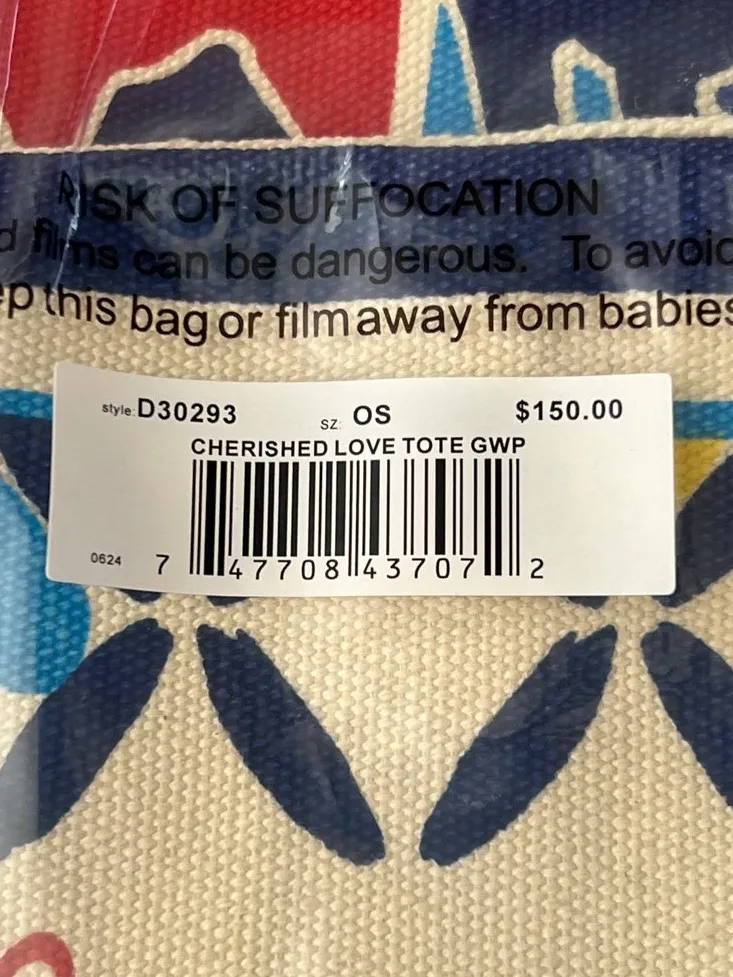 RISK OF SUFFOCATION
films can be dangerous. To avoid
this bag or film away from babies
style: D30293 SZ: OS $150.00
CHERISHED LOVE TOTE GWP
0624 7 47708 43707 2